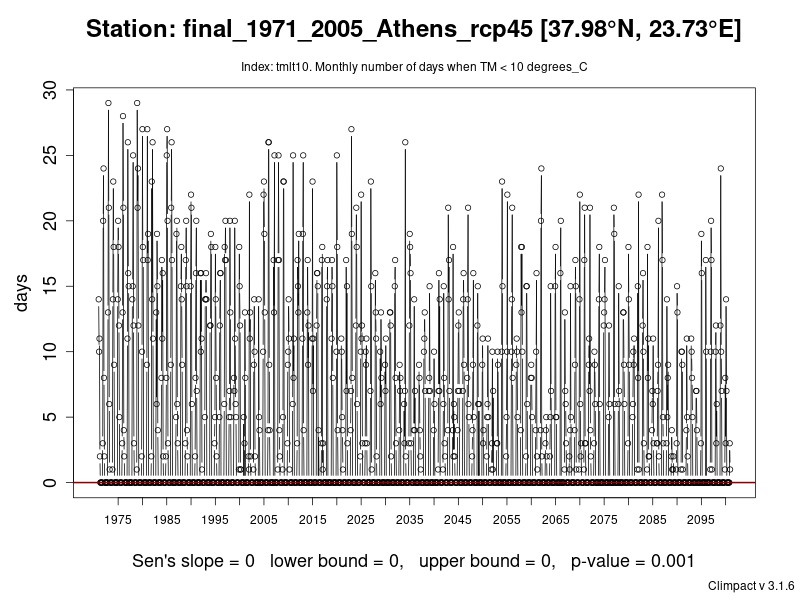 Station: final_1971_2005_Athens_rcp45 [37.98°N, 23.73°E]
Index: tmlt10. Monthly number of days when TM < 10 degrees_C
days
30
25
20
15
10
5
0
1975 1985 1995 2005 2015 2025 2035 2045 2055 2065 2075 2085 2095
Sen's slope = 0 lower bound = 0, upper bound = 0, p-value = 0.001
Climpact v 3.1.6